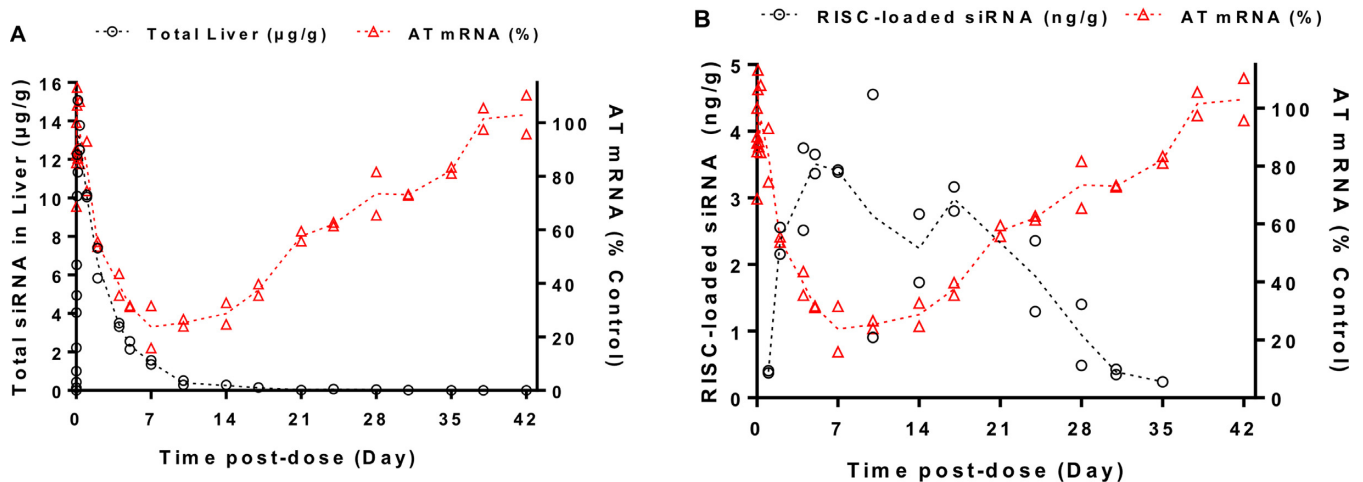 A
Total Liver (µg/g)
AT mRNA (%)
Total siRNA in Liver (µg/g)
16
14
12
10
8
6
4
2
0
100
80
60
40
20
0
AT mRNA (% Control)
0 7 14 21 28 35 42
Time post-dose (Day)
B
RISC-loaded siRNA (ng/g)
AT mRNA (%)
RISC-loaded siRNA (ng/g)
5
4
3
2
1
0
100
80
60
40
20
0
AT mRNA (% Control)
0 7 14 21 28 35 42
Time post-dose (Day)